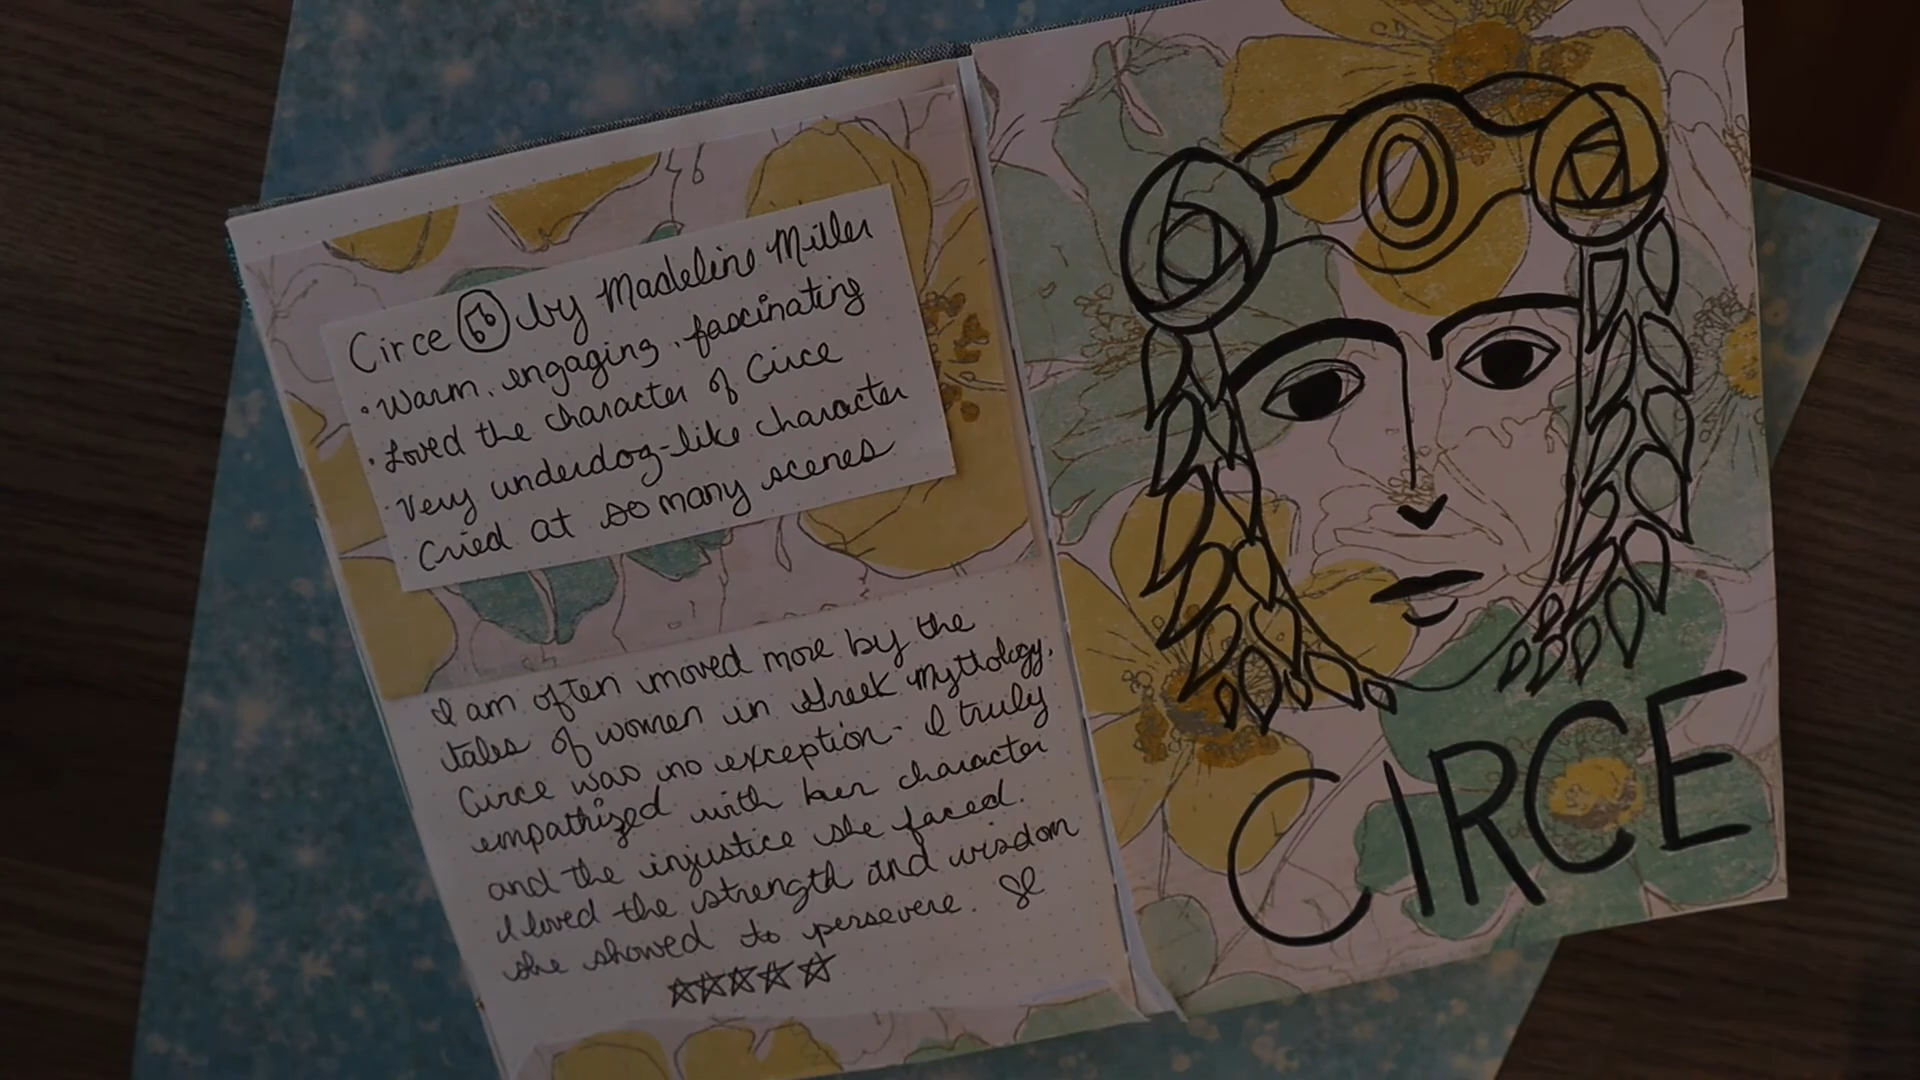 Circe 56 by Madeline Miller
• Warm, engaging, fascinating
• Loved the character of Circe
• Very underdog-like character
Cried at so many scenes
I am often moved more by the
tales of women in Greek Mythology,
Circe was no exception - I truly
empathized with her character
and the injustice she faced.
I loved the strength and wisdom
she showed to persevere.
CIRCE